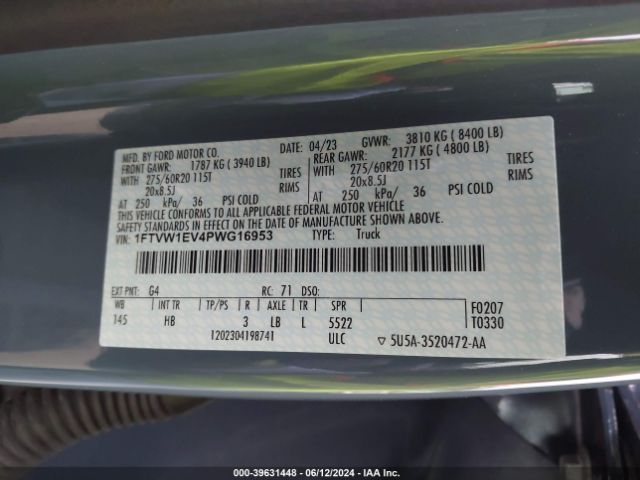 MFD. BY FORD MOTOR CO.
DATE: 04/23 GVWR: 3810 KG ( 8400 LB)
FRONT GAWR: 1787 KG ( 3940 LB) REAR GAWR: 2177 KG ( 4800 LB)
WITH 275/60R20 115T TIRES WITH 275/60R20 115T TIRES
20x8.5J RIMS 20x8.5J RIMS
AT 250 kPa/ 36 PSI COLD AT 250 kPa/ 36 PSI COLD
THIS VEHICLE CONFORMS TO ALL APPLICABLE FEDERAL MOTOR VEHICLE
SAFETY STANDARDS IN EFFECT ON THE DATE OF MANUFACTURE SHOWN ABOVE.
VIN: 1FTVW1EV4PWG16953 TYPE: Truck
EXT PNT: G4 RC: 71 DSO:
WB INT TR TP/PS R AXLE TR SPR
145 HB 3 LB L 5522
F0207
T0330
1202304198741 ULC ▽ 5U5A-3520472-AA
000-39631448 - 06/12/2024 - IAA Inc.